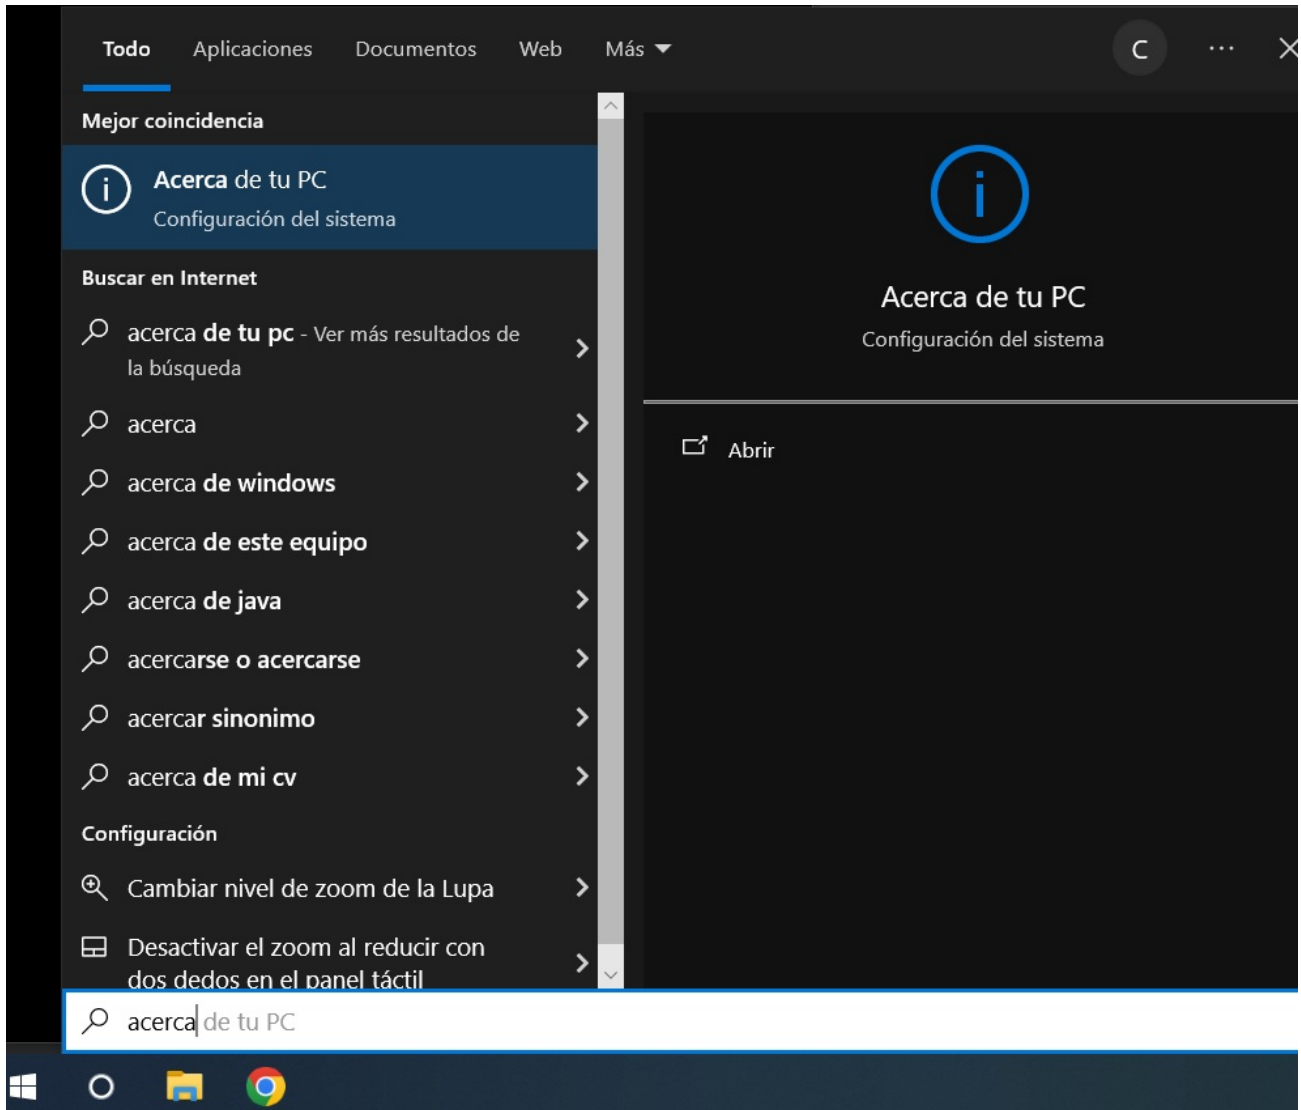 Todo Aplicaciones Documentos Web Más C ...
Mejor coincidencia
Acerca de tu PC
Configuración del sistema
Buscar en Internet
acerca de tu pc - Ver más resultados de
la búsqueda
acerca
acerca de windows
acerca de este equipo
acerca de java
acercarse o acercarse
acercar sinonimo
acerca de mi cv
Configuración
Cambiar nivel de zoom de la Lupa
Desactivar el zoom al reducir con
dos dedos en el panel táctil
Acerca de tu PC
Configuración del sistema
Abrir
acerca de tu PC